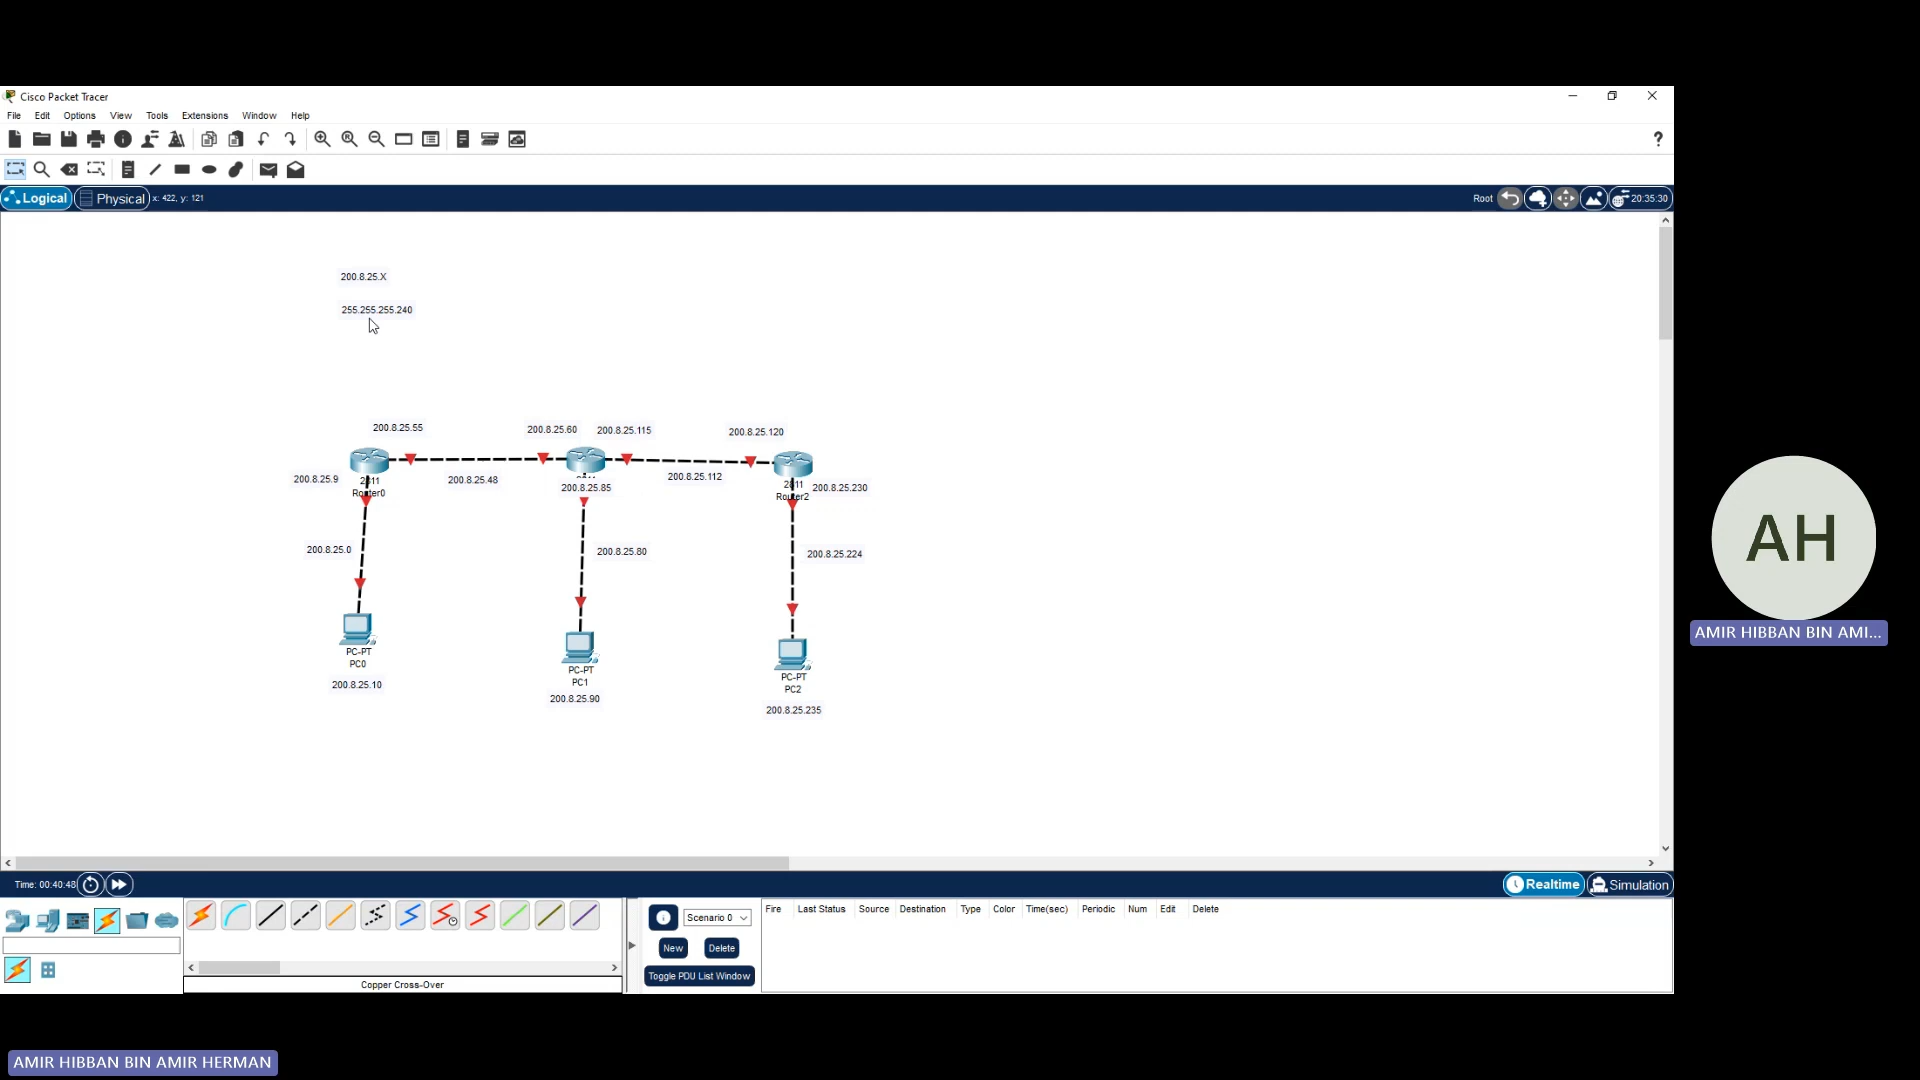 Cisco Packet Tracer
File Edit Options View Tools Extensions Window Help
?
Logical Physical x: 422, y: 121 Root 20:35:30
200.8.25.X
255.255.255.240
200.8.25.55 200.8.25.60 200.8.25.115 200.8.25.120
200.8.25.9 200.8.25.48 200.8.25.85 200.8.25.112 200.8.25.230
2811
Router0
2811
Router2
200.8.25.0 200.8.25.80 200.8.25.224
PC-PT
PC0
200.8.25.10
PC-PT
PC1
200.8.25.90
PC-PT
PC2
200.8.25.235
AH
AMIR HIBBAN BIN AMI...
Time: 00:40:48 Realtime Simulation
Scenario 0
New Delete
Toggle PDU List Window
Fire Last Status Source Destination Type Color Time(sec) Periodic Num Edit Delete
Copper Cross-Over
AMIR HIBBAN BIN AMIR HERMAN